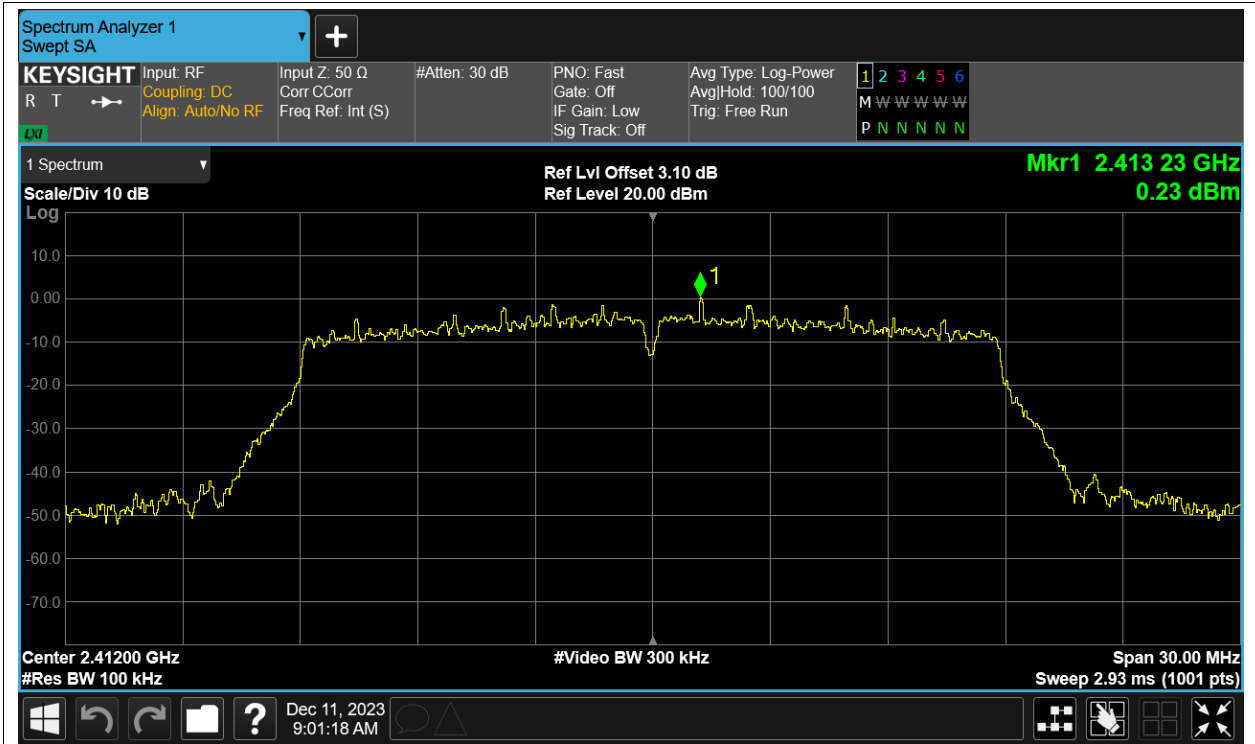 Spectrum Analyzer 1
Swept SA
KEYSIGHT
R T
LXI
Input: RF
Coupling: DC
Align: Auto/No RF
Input Z: 50 Ω
Corr CCorr
Freq Ref: Int (S)
#Atten: 30 dB
PNO: Fast
Gate: Off
IF Gain: Low
Sig Track: Off
Avg Type: Log-Power
Avg|Hold: 100/100
Trig: Free Run
1 2 3 4 5 6
M W W W W W
P N N N N N
1 Spectrum
Scale/Div 10 dB
Log
Ref Lvl Offset 3.10 dB
Ref Level 20.00 dBm
Mkr1 2.413 23 GHz
0.23 dBm
1
10.0
0.00
-10.0
-20.0
-30.0
-40.0
-50.0
-60.0
-70.0
Center 2.41200 GHz
#Video BW 300 kHz
Span 30.00 MHz
#Res BW 100 kHz
Sweep 2.93 ms (1001 pts)
?
Dec 11, 2023
9:01:18 AM